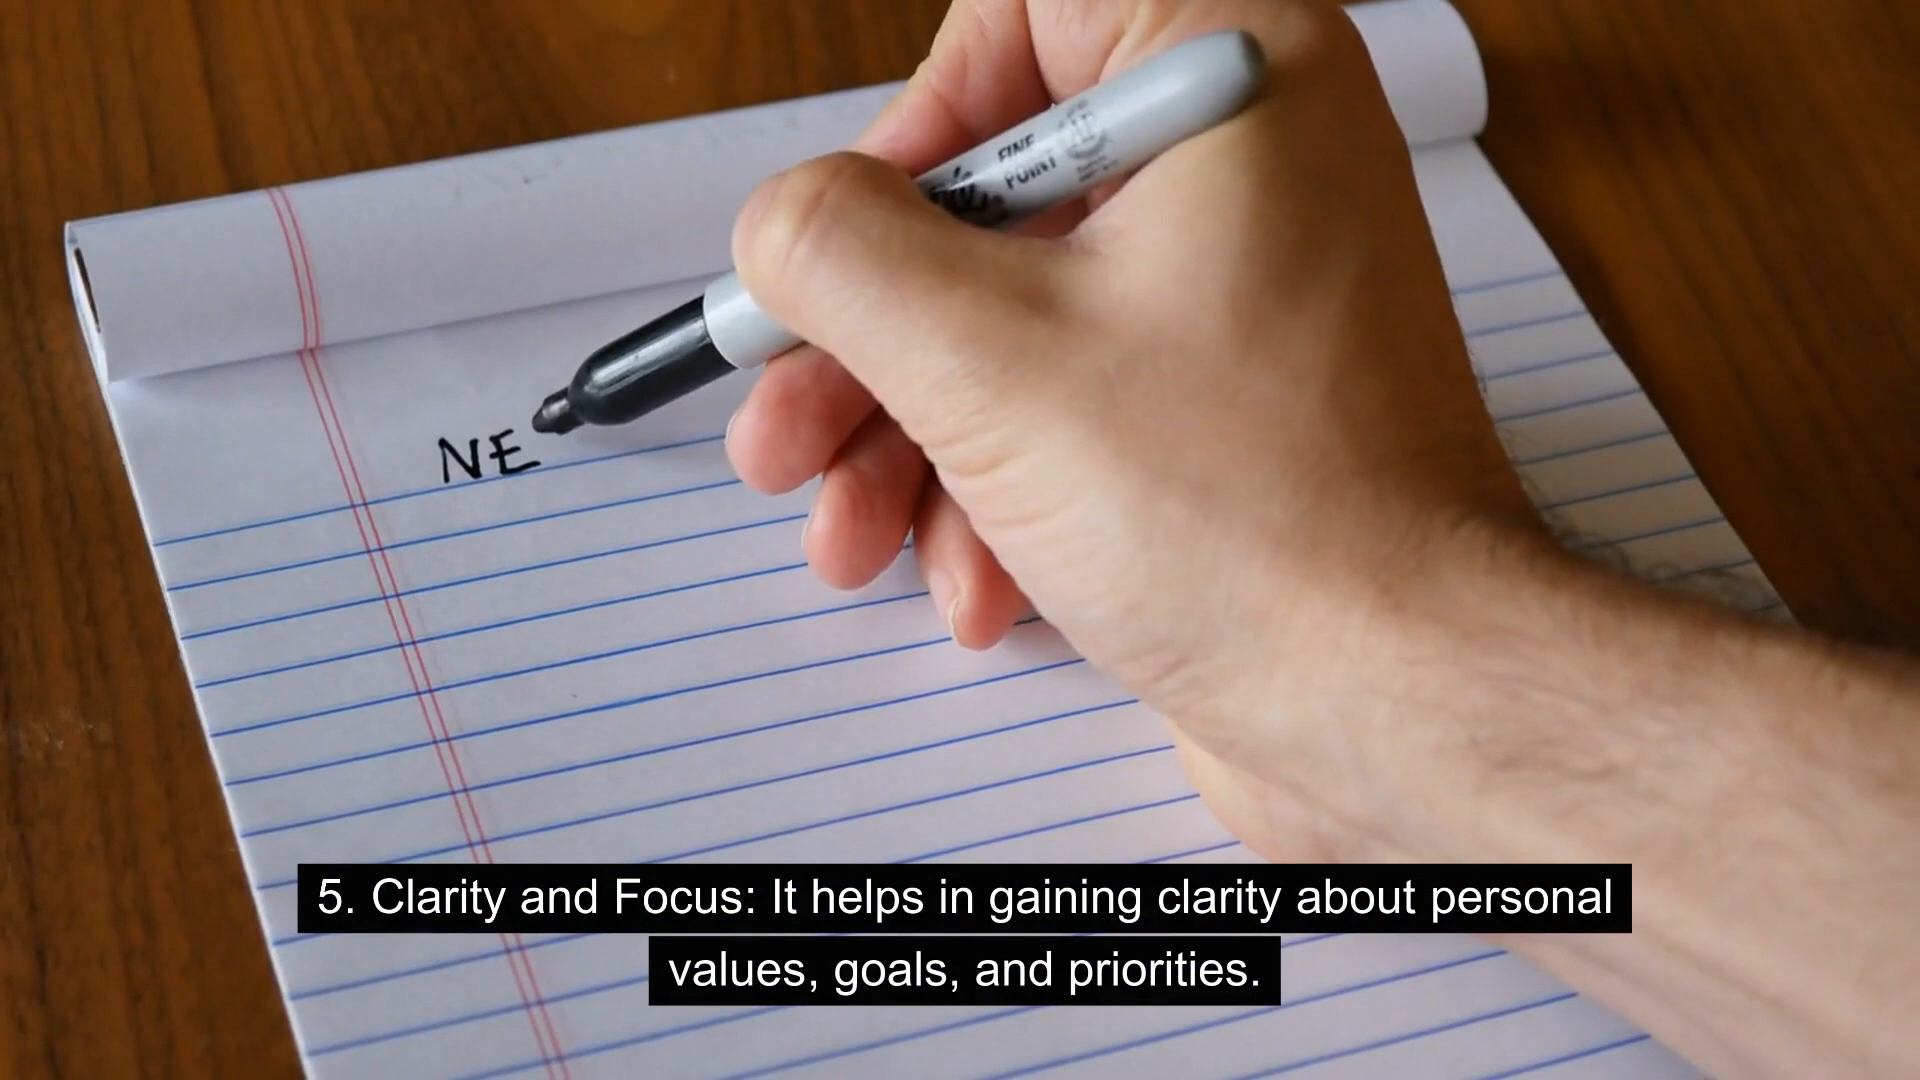 FINE
POINT
NE
5. Clarity and Focus: It helps in gaining clarity about personal
values, goals, and priorities.